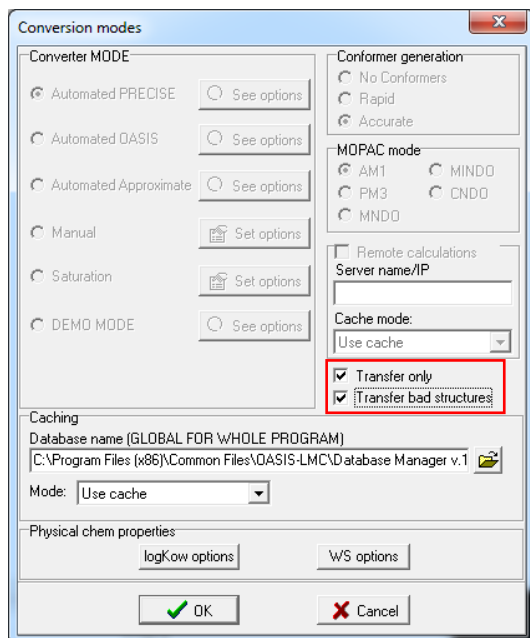 Conversion modes
Converter MODE
Automated PRECISE
See options
Automated OASIS
See options
Automated Approximate
See options
Manual
Set options
Saturation
Set options
DEMO MODE
See options
Conformer generation
No Conformers
Rapid
Accurate
MOPAC mode
AM1
MINDO
PM3
CNDO
MNDO
Remote calculations
Server name/IP
Cache mode:
Use cache
Transfer only
Transfer bad structures
Caching
Database name (GLOBAL FOR WHOLE PROGRAM)
C:\Program Files (x86)\Common Files\OASIS-LMC\Database Manager v.1
Mode:
Use cache
Physical chem properties
logKow options
WS options
OK
Cancel